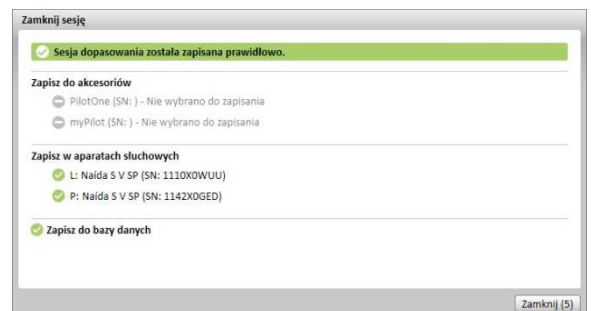 Zamknij sesję
Sesja dopasowania została zapisana prawidłowo.
Zapisz do akcesoriów
PilotOne (SN: ) - Nie wybrano do zapisania
myPilot (SN: ) - Nie wybrano do zapisania
Zapisz w aparatach słuchowych
L: Naída S V SP (SN: 1110X0WUU)
P: Naída S V SP (SN: 1142X0GED)
Zapisz do bazy danych
Zamknij (5)